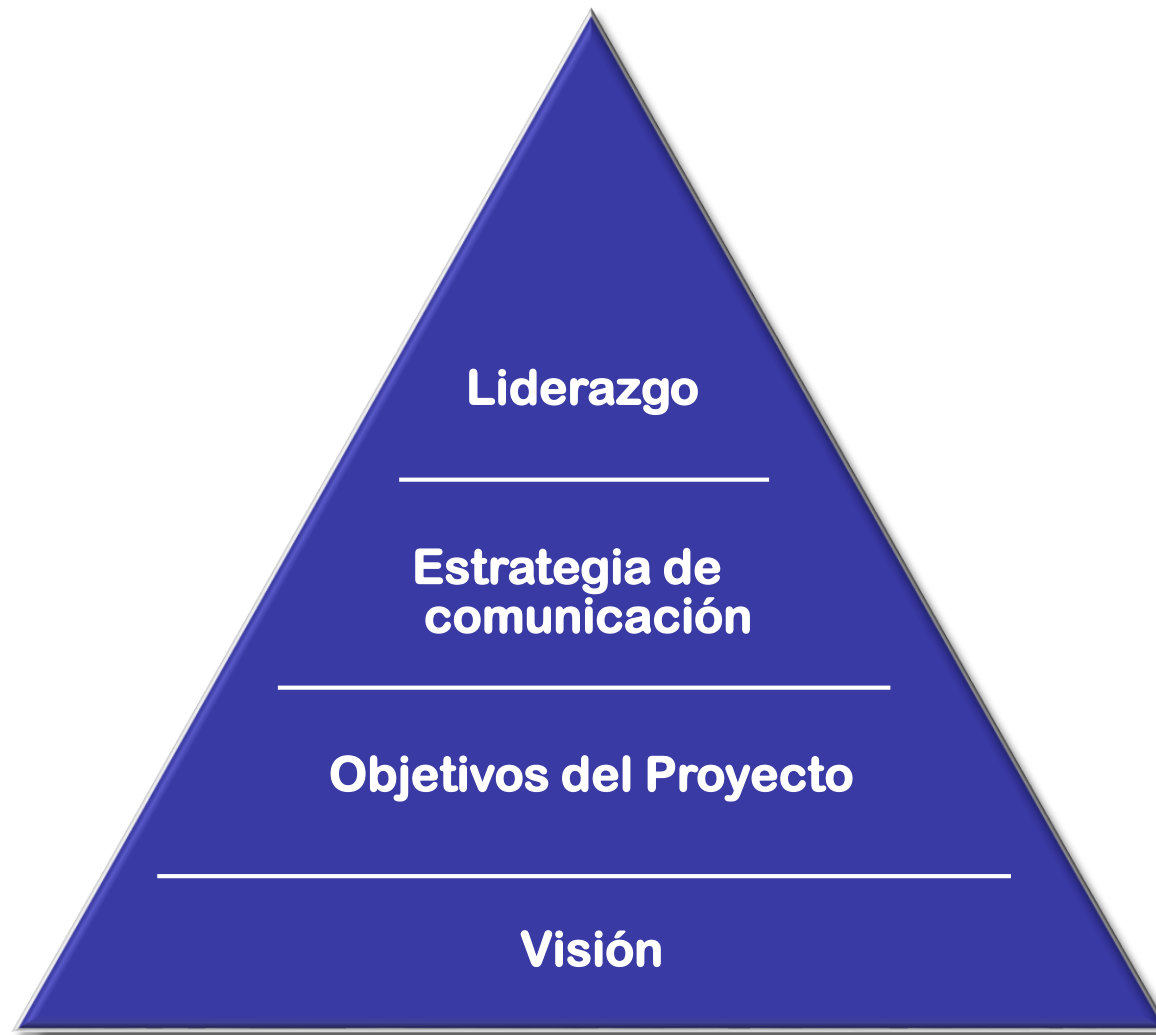 Liderazgo
Estrategia de
comunicación
Objetivos del Proyecto
Visión